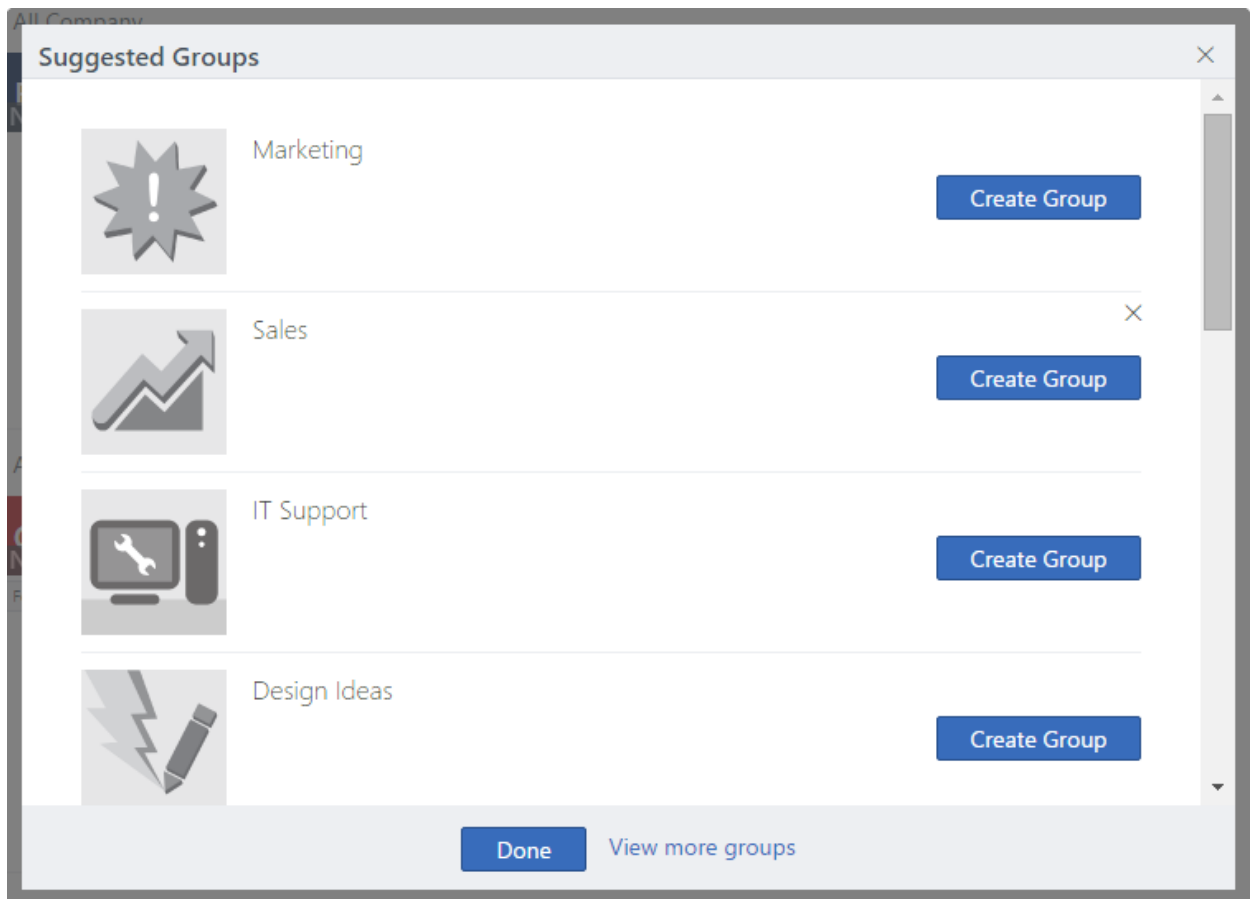 All Company
Suggested Groups
Marketing
Create Group
Sales
Create Group
IT Support
Create Group
Design Ideas
Create Group
Done
View more groups